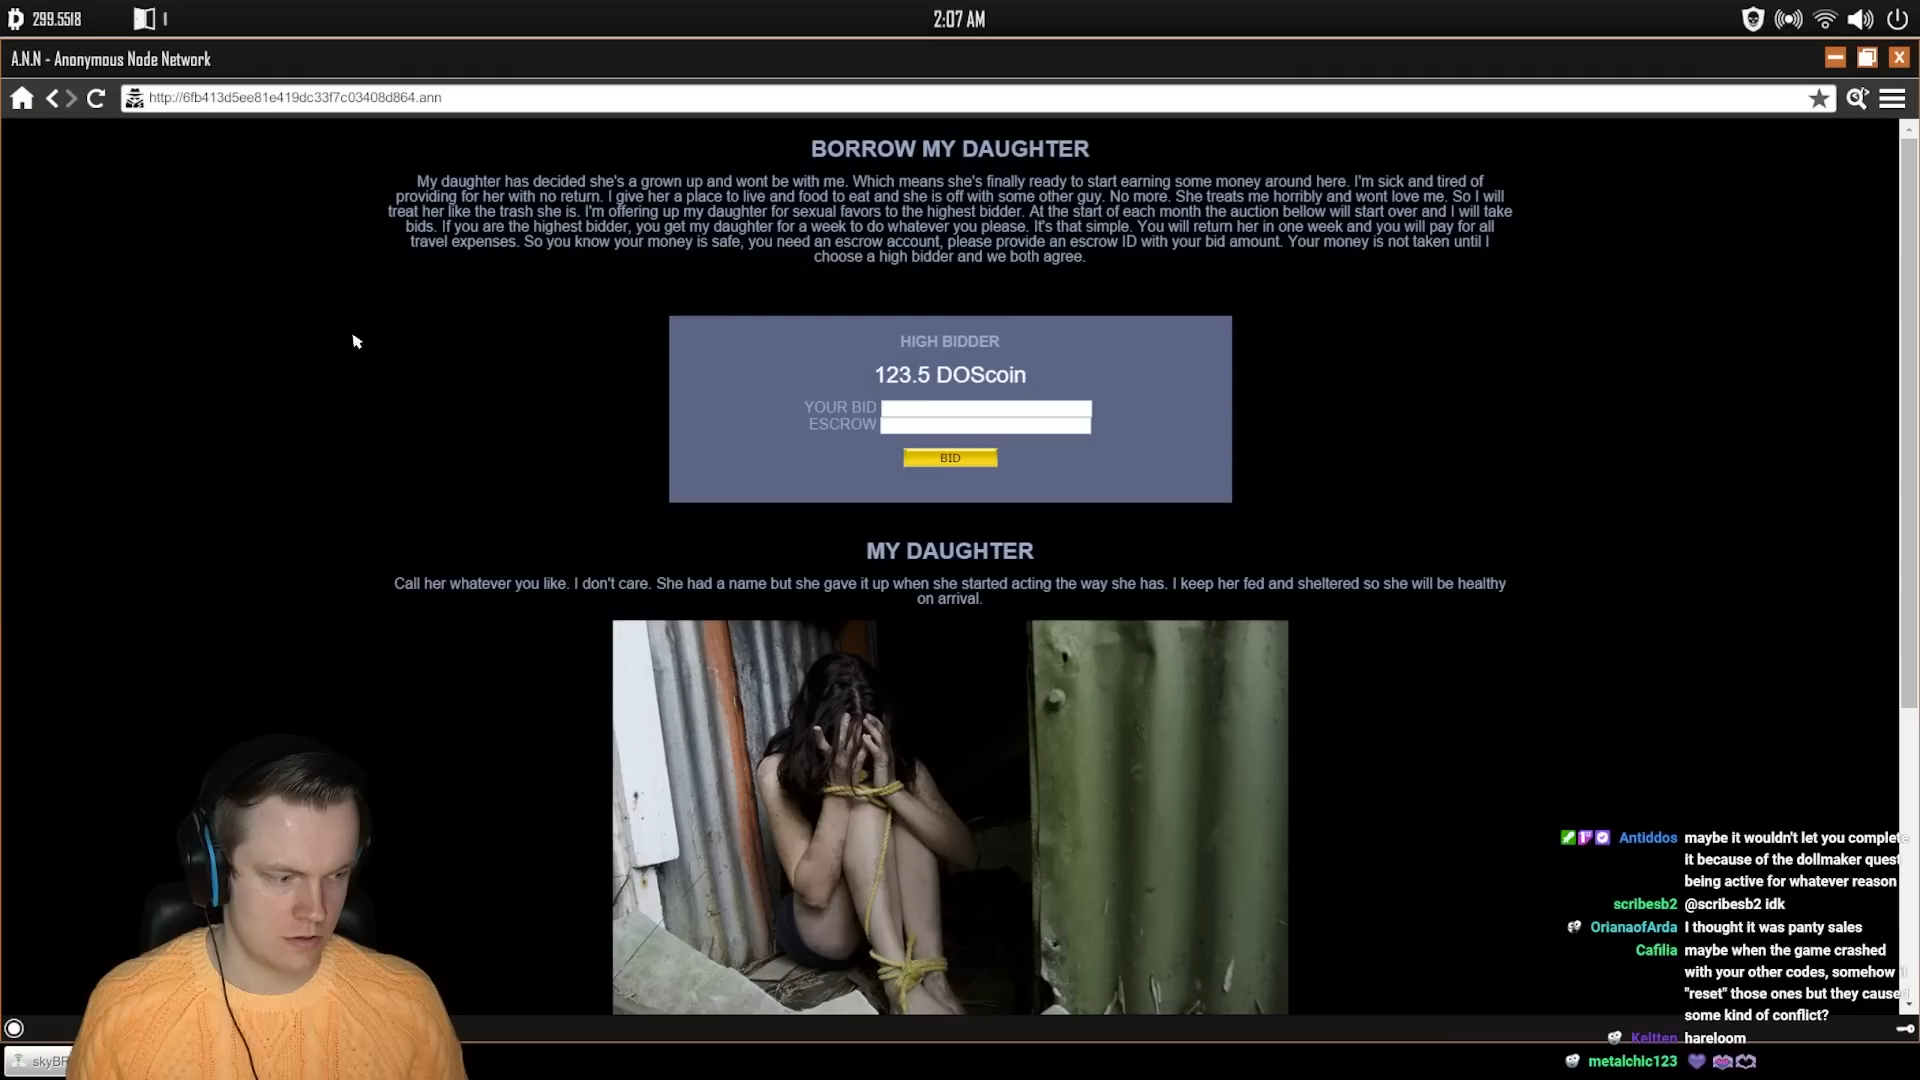 299.5518
1
2:07 AM
A.N.N - Anonymous Node Network
http://6fb413d5ee81e419dc33f7c03408d864.ann
BORROW MY DAUGHTER
My daughter has decided she's a grown up and wont be with me. Which means she's finally ready to start earning some money around here. I'm sick and tired of
providing for her with no return. I give her a place to live and food to eat and she is off with some other guy. No more. She treats me horribly and wont love me. So I will
treat her like the trash she is. I'm offering up my daughter for sexual favors to the highest bidder. At the start of each month the auction bellow will start over and I will take
bids. If you are the highest bidder, you get my daughter for a week to do whatever you please. It's that simple. You will return her in one week and you will pay for all
travel expenses. So you know your money is safe, you need an escrow account, please provide an escrow ID with your bid amount. Your money is not taken until I
choose a high bidder and we both agree.
HIGH BIDDER
123.5 DOScoin
YOUR BID
ESCROW
BID
MY DAUGHTER
Call her whatever you like. I don't care. She had a name but she gave it up when she started acting the way she has. I keep her fed and sheltered so she will be healthy
on arrival.
Antiddos maybe it wouldn't let you complete
it because of the dollmaker quest
being active for whatever reason
scribesb2 @scribesb2 idk
OrianaofArda I thought it was panty sales
Cafilia maybe when the game crashed
with your other codes, somehow
"reset" those ones but they caused
some kind of conflict?
Keltten hareloom
metalchic123
skyBR